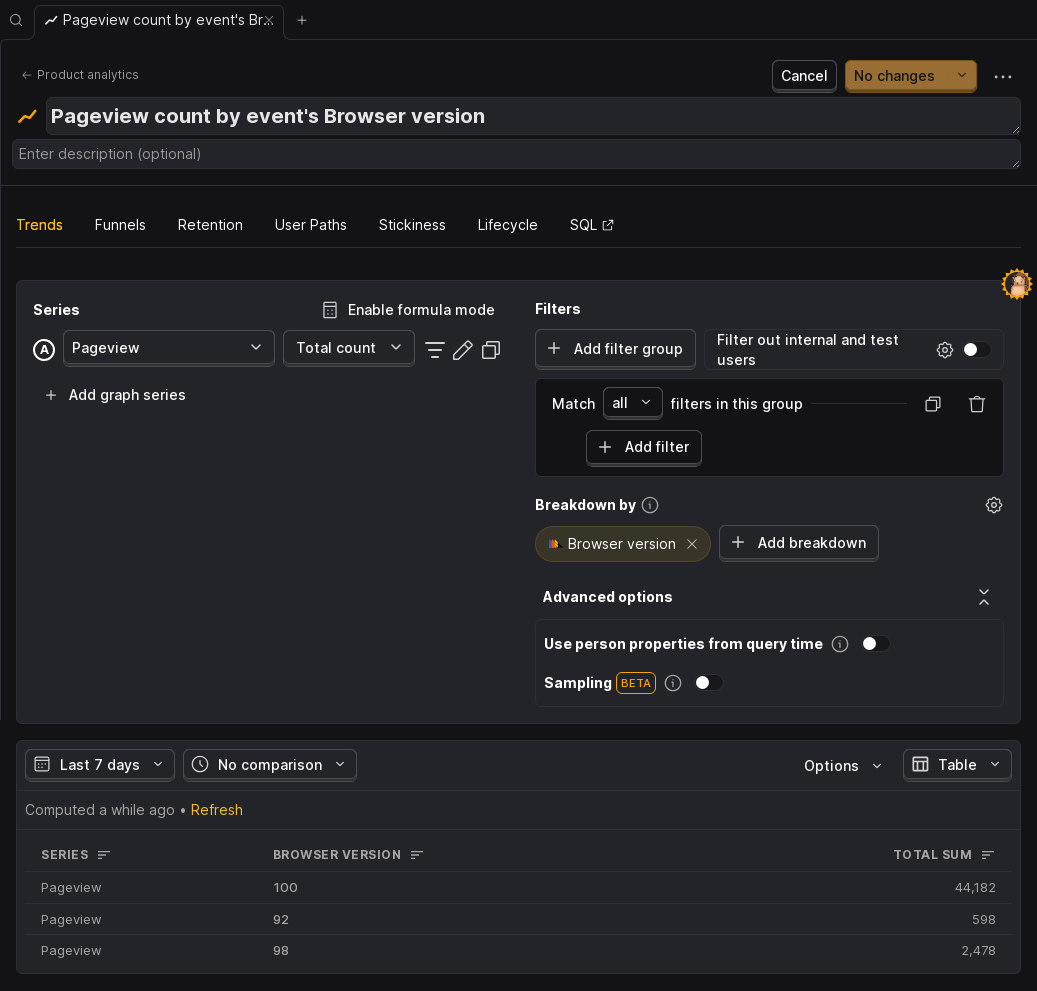 Pageview count by event's Br...
Product analytics
Cancel
No changes
Pageview count by event's Browser version
Enter description (optional)
Trends
Funnels
Retention
User Paths
Stickiness
Lifecycle
SQL
Series
Enable formula mode
A
Pageview
Total count
Add graph series
Filters
Add filter group
Filter out internal and test
users
Match
all
filters in this group
Add filter
Breakdown by
Browser version
Add breakdown
Advanced options
Use person properties from query time
Sampling BETA
Last 7 days
No comparison
Options
Table
Computed a while ago • Refresh
SERIES BROWSER VERSION TOTAL SUM
Pageview 100 44,182
Pageview 92 598
Pageview 98 2,478